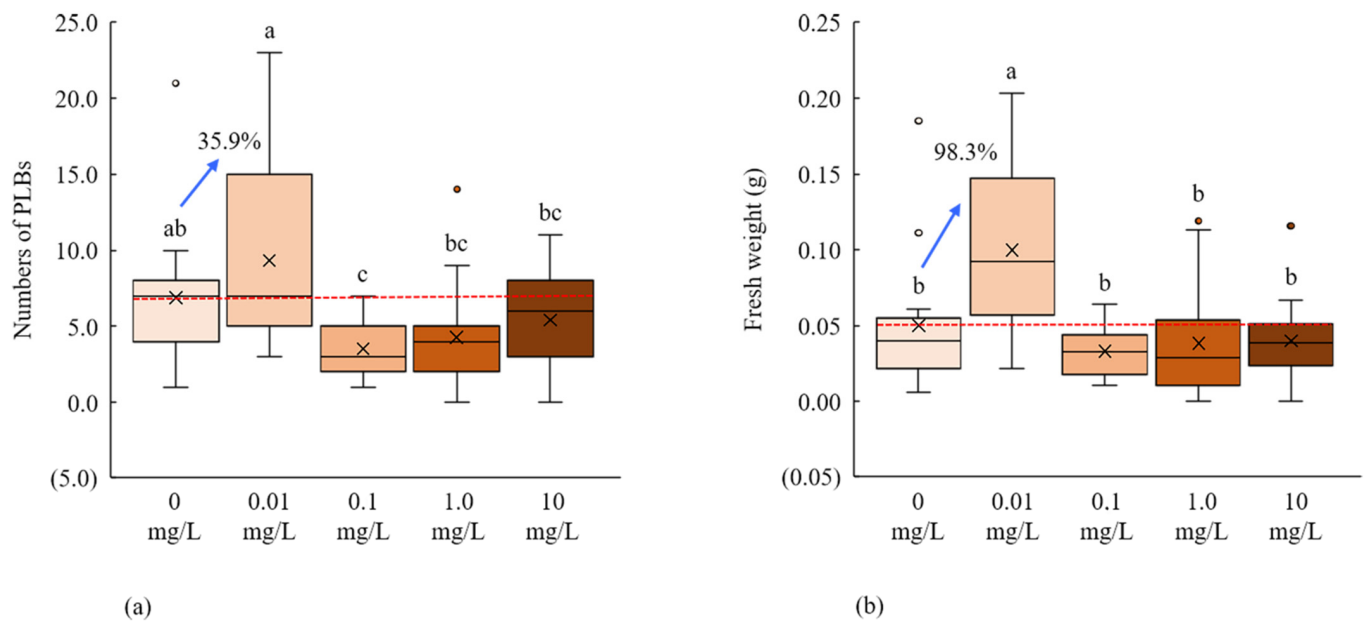 Numbers of PLBs
25.0
20.0
15.0
10.0
5.0
0.0
(5.0)
a
35.9%
ab
c
bc
bc
0 mg/L
0.01 mg/L
0.1 mg/L
1.0 mg/L
10 mg/L
(a)
Fresh weight (g)
0.25
0.20
0.15
0.10
0.05
0.00
(0.05)
a
98.3%
b
b
b
b
0 mg/L
0.01 mg/L
0.1 mg/L
1.0 mg/L
10 mg/L
(b)